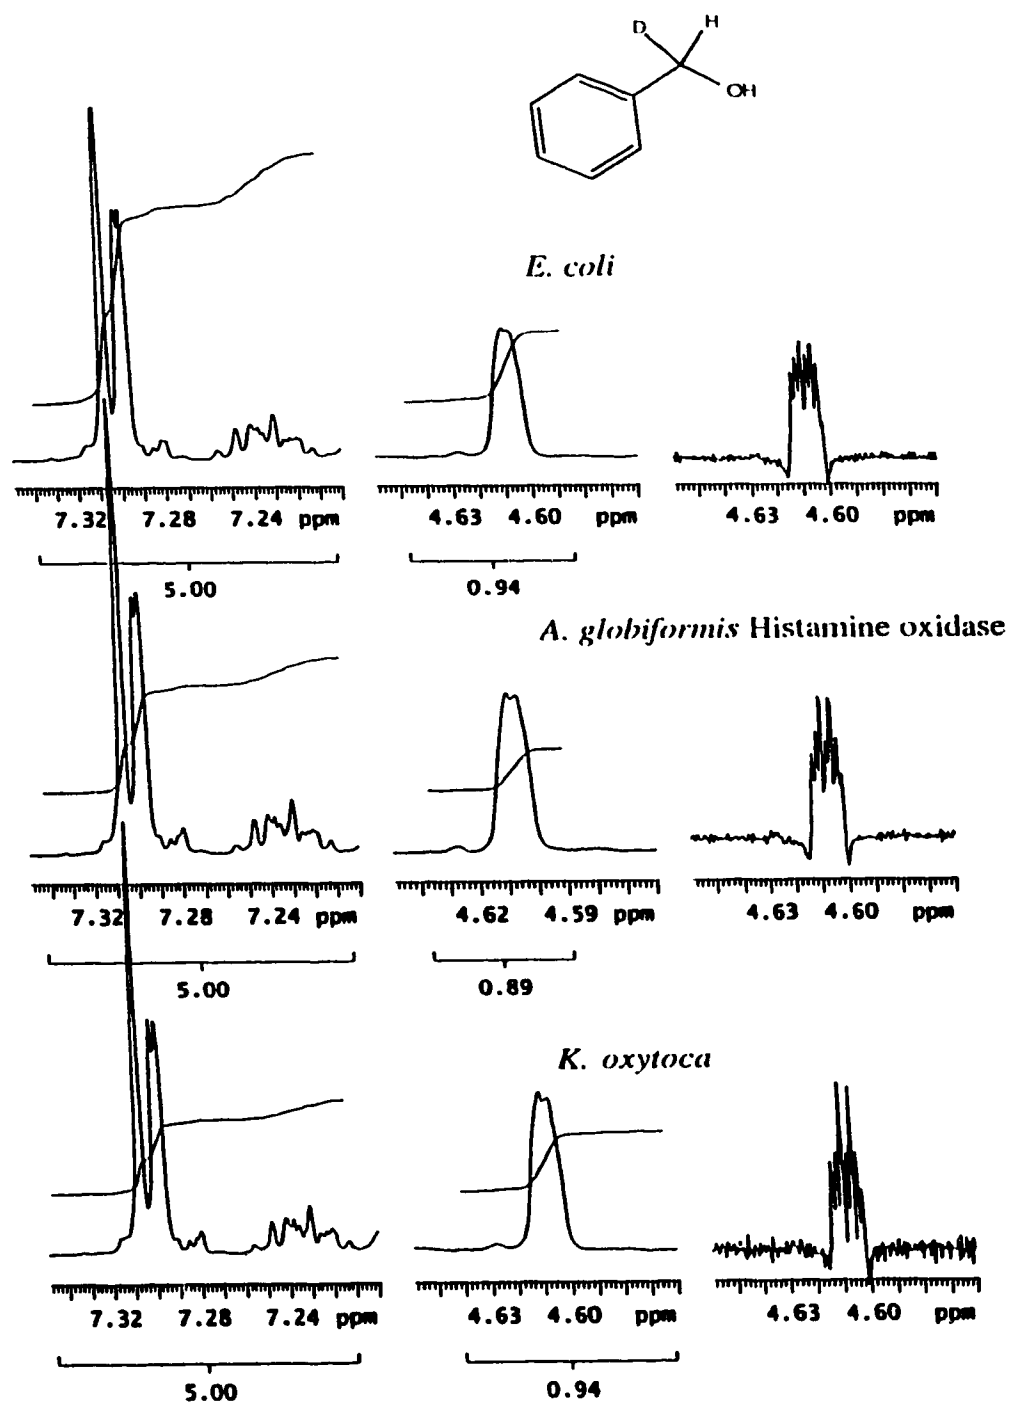 D H
OH
E. coli
7.32 7.28 7.24 ppm 4.63 4.60 ppm 4.63 4.60 ppm
5.00 0.94
A. globiformis Histamine oxidase
7.32 7.28 7.24 ppm 4.62 4.59 ppm 4.63 4.60 ppm
5.00 0.89
K. oxytoca
7.32 7.28 7.24 ppm 4.63 4.60 ppm 4.63 4.60 ppm
5.00 0.94